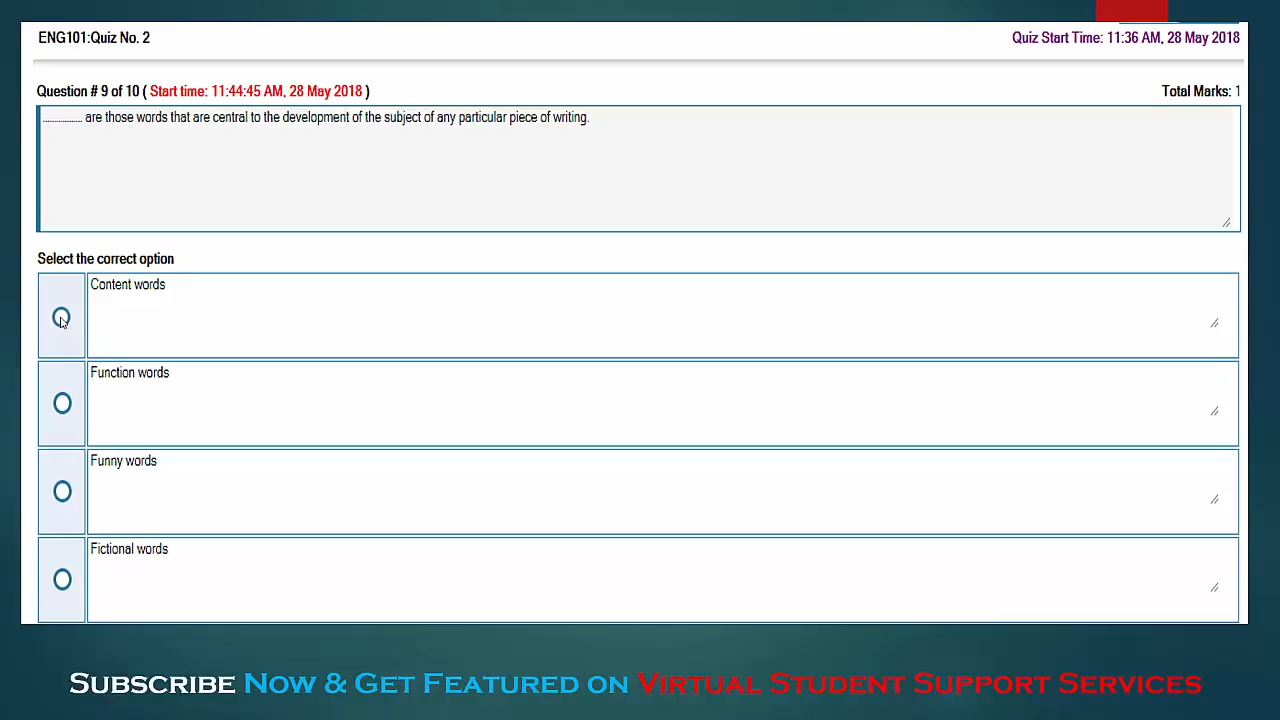 ENG101:Quiz No. 2
Quiz Start Time: 11:36 AM, 28 May 2018
Question # 9 of 10 ( Start time: 11:44:45 AM, 28 May 2018 )
Total Marks: 1
................ are those words that are central to the development of the subject of any particular piece of writing.
Select the correct option
Content words
Function words
Funny words
Fictional words
Subscribe Now & Get Featured on Virtual Student Support Services